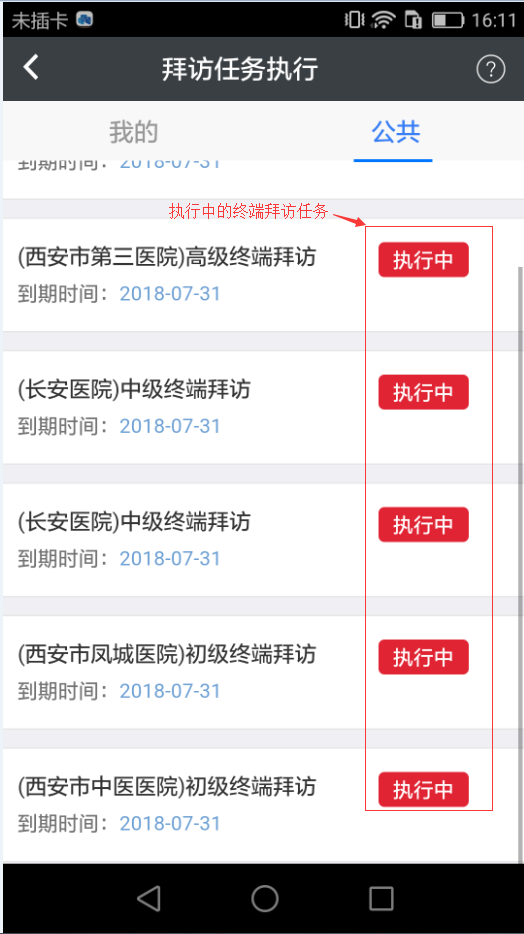 未插卡 16:11
拜访任务执行
我的 公共
到期时间：2018-07-31
执行中的终端拜访任务
(西安市第三医院)高级终端拜访 执行中
到期时间：2018-07-31
(长安医院)中级终端拜访 执行中
到期时间：2018-07-31
(长安医院)中级终端拜访 执行中
到期时间：2018-07-31
(西安市凤城医院)初级终端拜访 执行中
到期时间：2018-07-31
(西安市中医医院)初级终端拜访 执行中
到期时间：2018-07-31